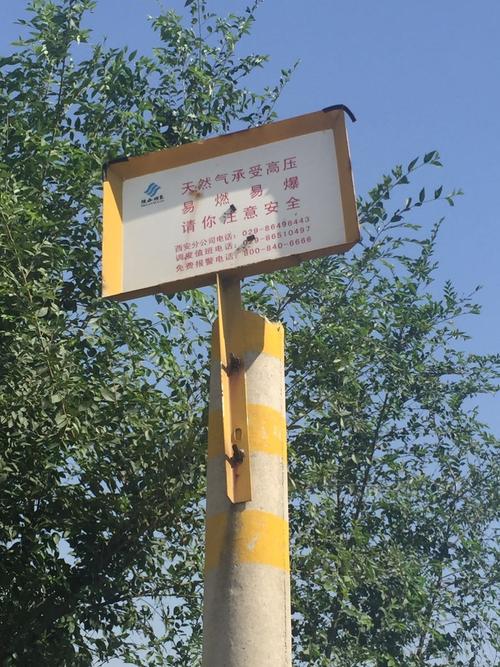 天然气承受高压
易燃易爆
请你注意安全
西安分公司电话：029-86496443
调度值班电话：029-86510497
免费报警电话：800-840-6666